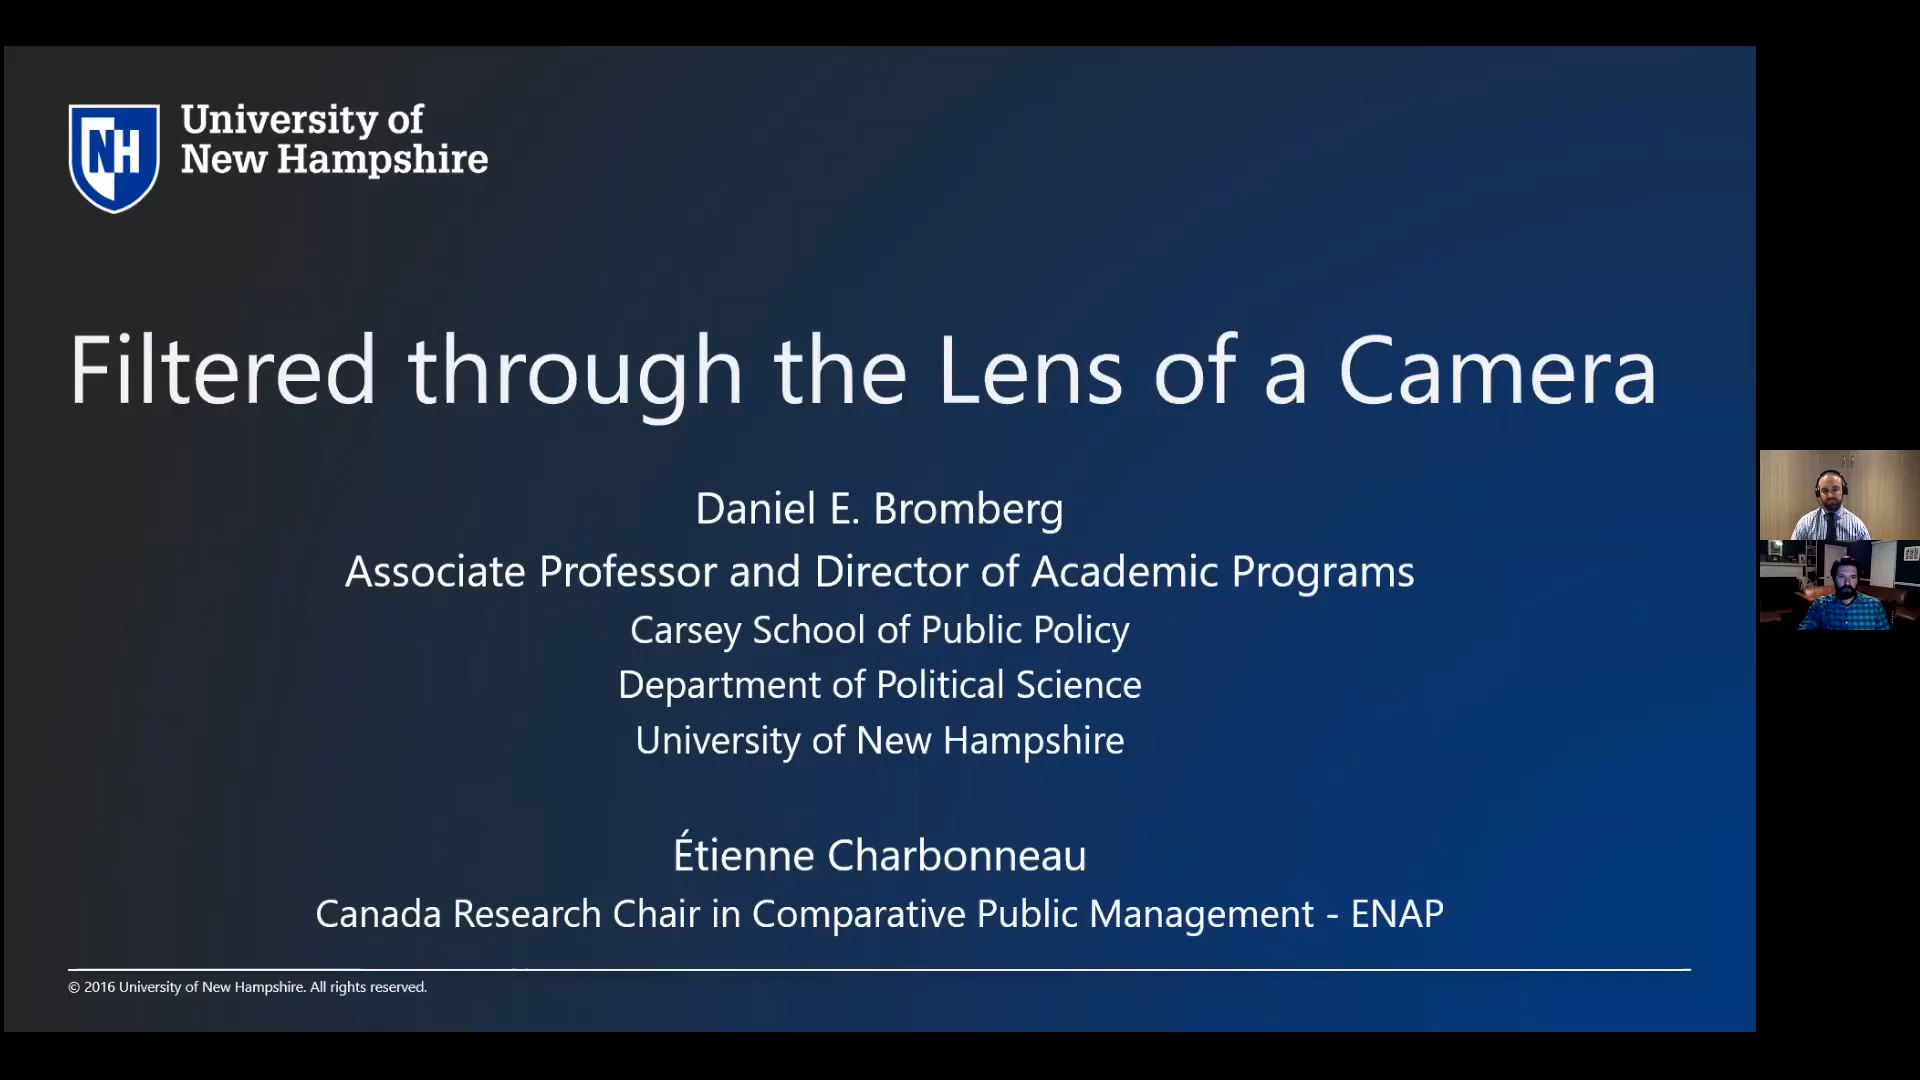 NH
University of
New Hampshire
Filtered through the Lens of a Camera
Daniel E. Bromberg
Associate Professor and Director of Academic Programs
Carsey School of Public Policy
Department of Political Science
University of New Hampshire
Étienne Charbonneau
Canada Research Chair in Comparative Public Management - ENAP
© 2016 University of New Hampshire. All rights reserved.